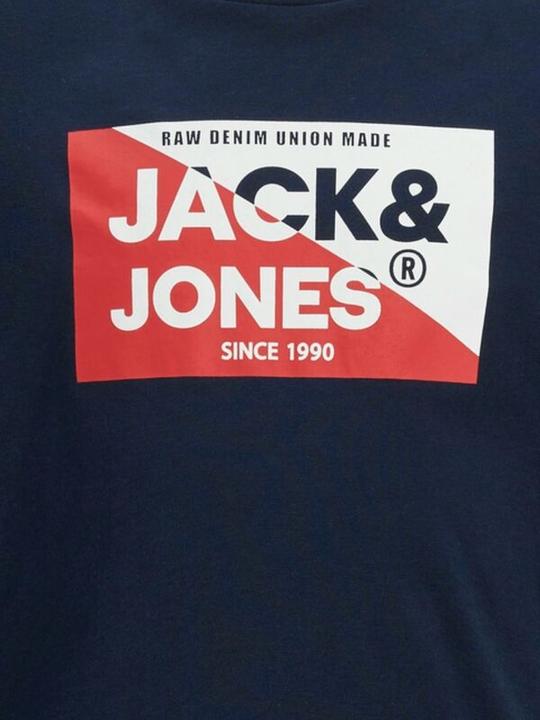 RAW DENIM UNION MADE
JACK&
JONES®
SINCE 1990